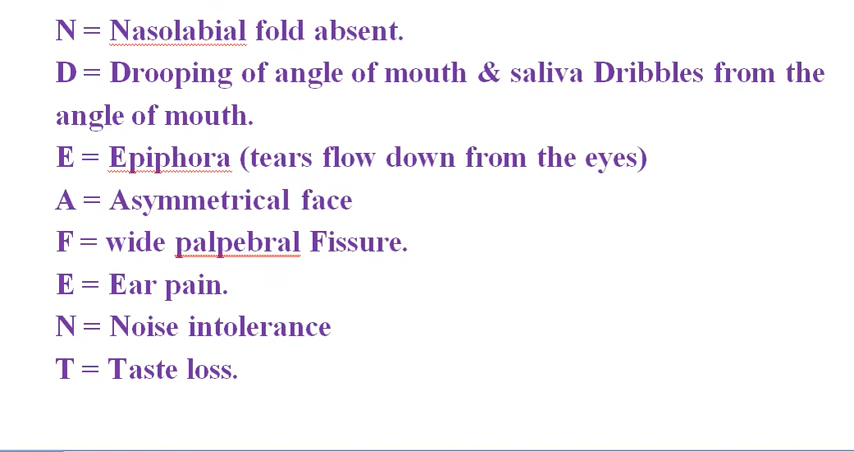 N = Nasolabial fold absent.
D = Drooping of angle of mouth & saliva Dribbles from the
angle of mouth.
E = Epiphora (tears flow down from the eyes)
A = Asymmetrical face
F = wide palpebral Fissure.
E = Ear pain.
N = Noise intolerance
T = Taste loss.